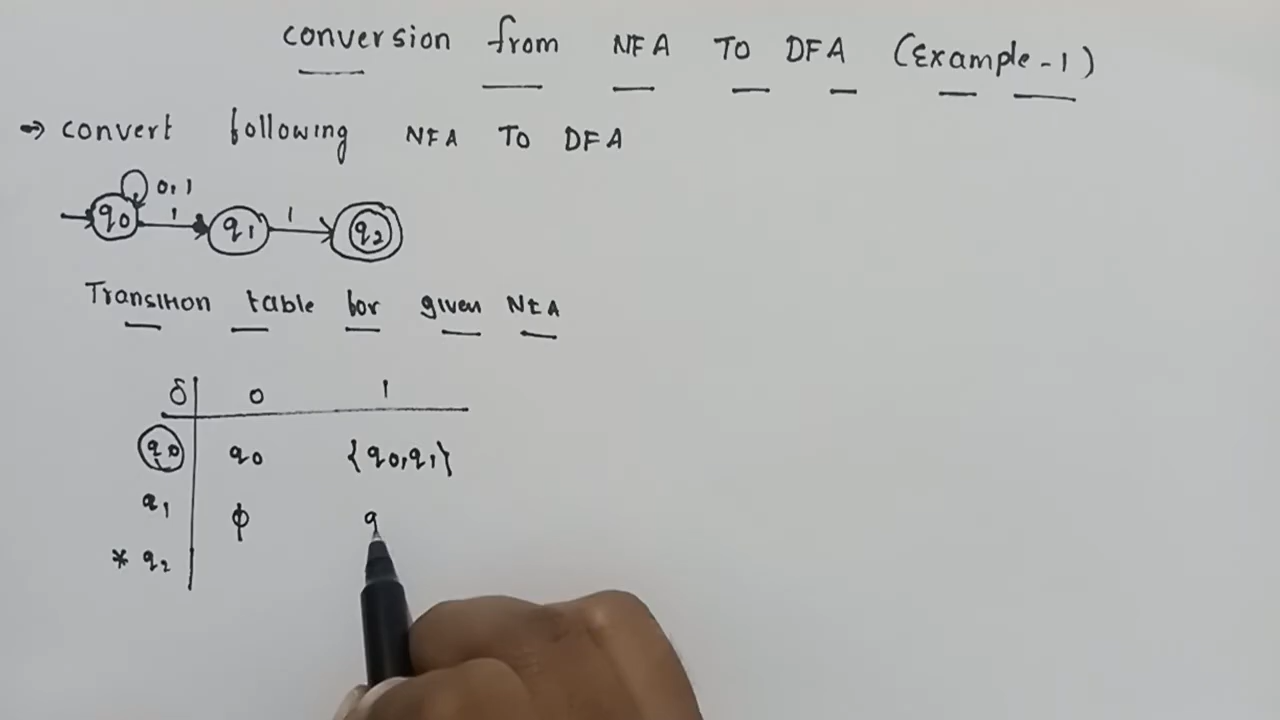 conversion from NFA TO DFA (Example-1)
⇒ convert following NFA TO DFA
0,1
q0 1 q1 1 q2
Transition table for given NFA
δ 0 1
q0 q0 {q0,q1}
q1 ϕ q
* q2